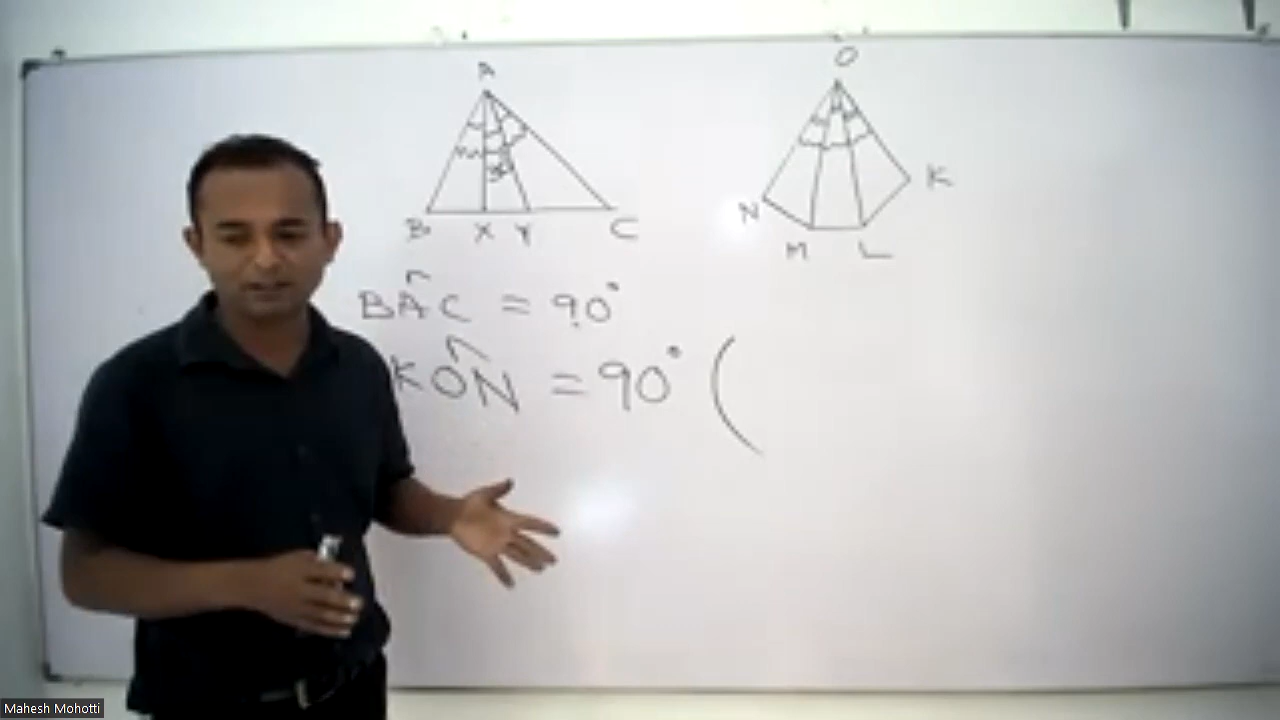 A
O
B X Y C
N M L K
BÂC = 90°
KÔN = 90° (
Mahesh Mohotti